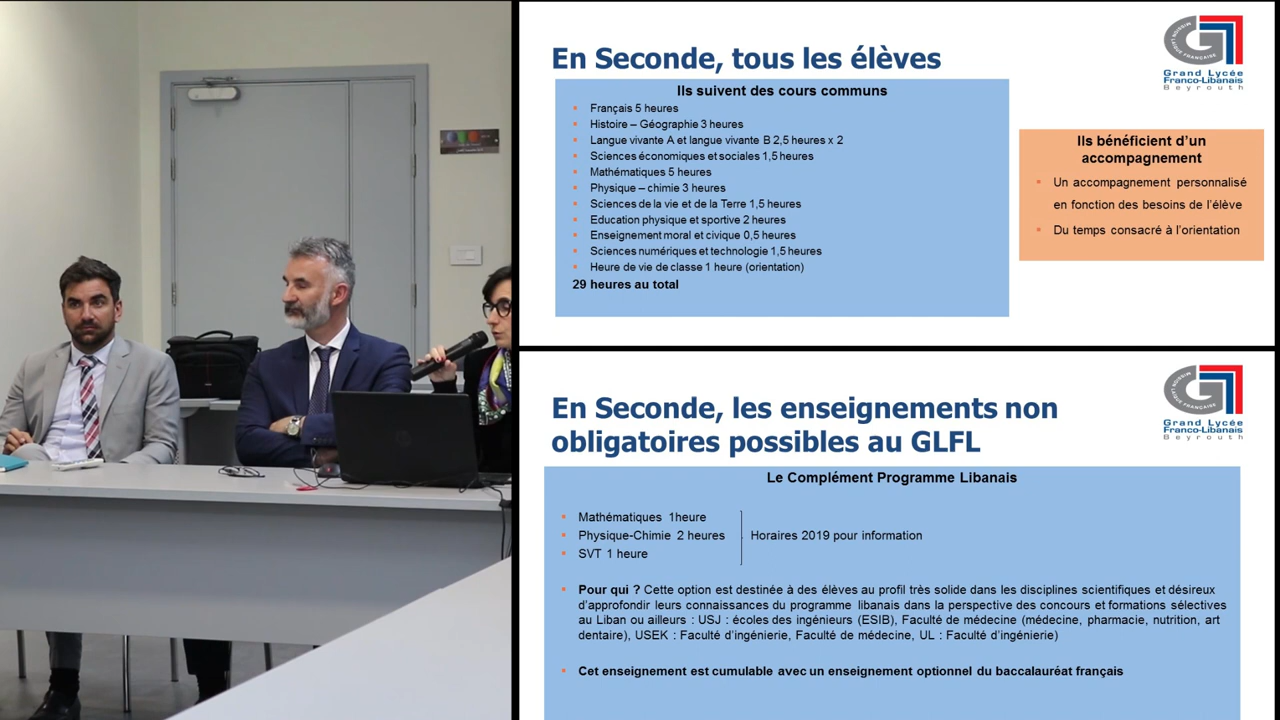 En Seconde, tous les élèves
Ils suivent des cours communs
Français 5 heures
Histoire – Géographie 3 heures
Langue vivante A et langue vivante B 2,5 heures x 2
Sciences économiques et sociales 1,5 heures
Mathématiques 5 heures
Physique – chimie 3 heures
Sciences de la vie et de la Terre 1,5 heures
Education physique et sportive 2 heures
Enseignement moral et civique 0,5 heures
Sciences numériques et technologie 1,5 heures
Heure de vie de classe 1 heure (orientation)
29 heures au total
MISSION LAIQUE FRANÇAISE
Grand Lycée
Franco-Libanais
Beyrouth
Ils bénéficient d’un
accompagnement
Un accompagnement personnalisé
en fonction des besoins de l’élève
Du temps consacré à l’orientation
En Seconde, les enseignements non
obligatoires possibles au GLFL
MISSION LAIQUE FRANÇAISE
Grand Lycée
Franco-Libanais
Beyrouth
Le Complément Programme Libanais
Mathématiques 1heure
Physique-Chimie 2 heures
SVT 1 heure
Horaires 2019 pour information
Pour qui ? Cette option est destinée à des élèves au profil très solide dans les disciplines scientifiques et désireux
d’approfondir leurs connaissances du programme libanais dans la perspective des concours et formations sélectives
au Liban ou ailleurs : USJ : écoles des ingénieurs (ESIB), Faculté de médecine (médecine, pharmacie, nutrition, art
dentaire), USEK : Faculté d’ingénierie, Faculté de médecine, UL : Faculté d’ingénierie)
Cet enseignement est cumulable avec un enseignement optionnel du baccalauréat français